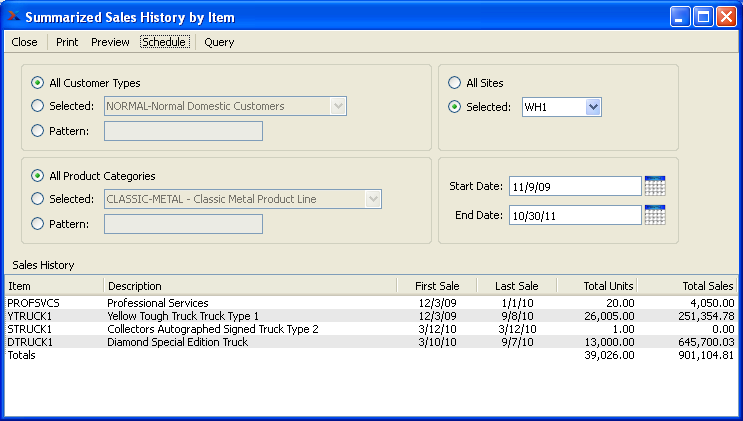 Summarized Sales History by Item
Close Print Preview Schedule Query
All Customer Types
Selected: NORMAL-Normal Domestic Customers
Pattern:
All Sites
Selected: WH1
All Product Categories
Selected: CLASSIC-METAL - Classic Metal Product Line
Pattern:
Start Date: 11/9/09
End Date: 10/30/11
Sales History
Item Description First Sale Last Sale Total Units Total Sales
PROFSVCS Professional Services 12/3/09 1/1/10 20.00 4,050.00
YTRUCK1 Yellow Tough Truck Truck Type 1 12/3/09 9/8/10 26,005.00 251,354.78
STRUCK1 Collectors Autographed Signed Truck Type 2 3/12/10 3/12/10 1.00 0.00
DTRUCK1 Diamond Special Edition Truck 3/10/10 9/7/10 13,000.00 645,700.03
Totals 39,026.00 901,104.81